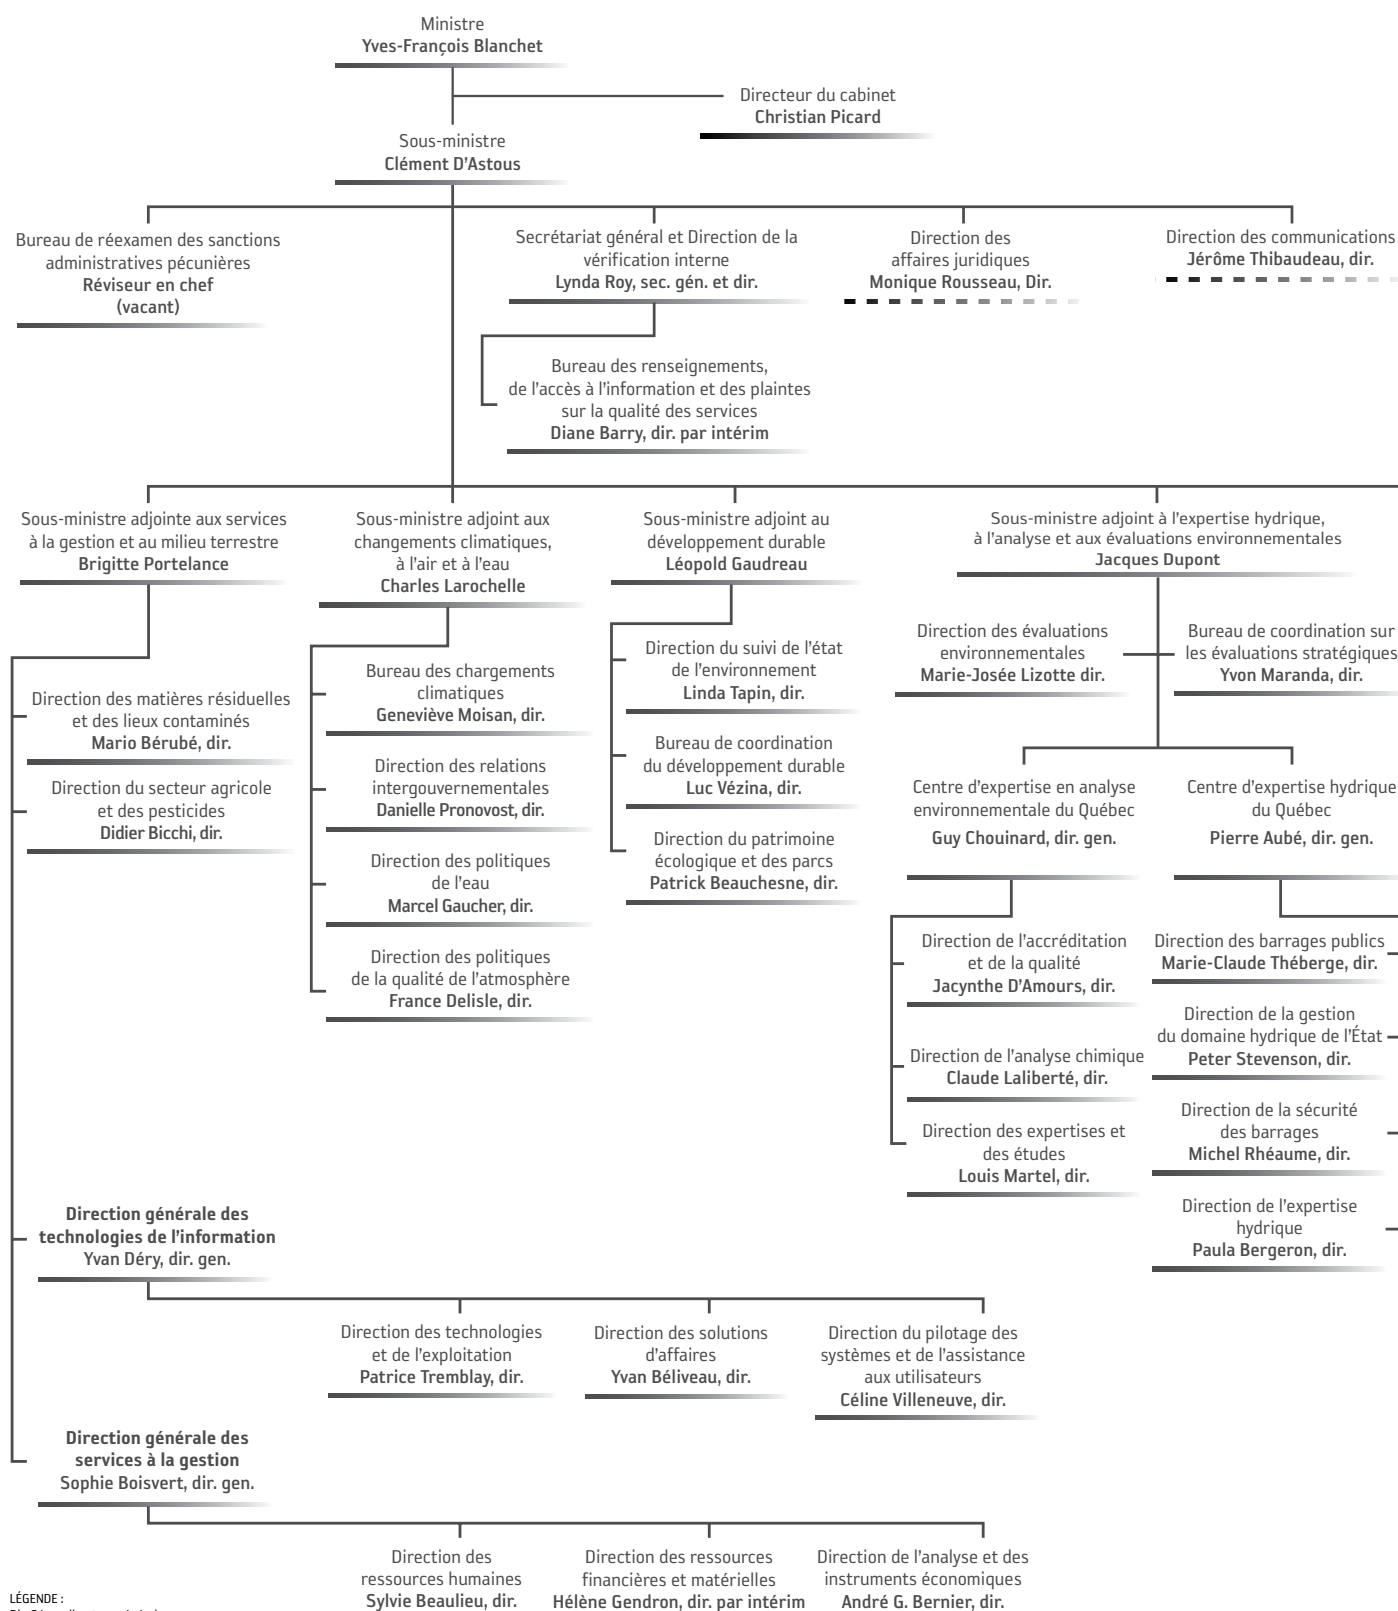 Ministre
Yves-François Blanchet
Directeur du cabinet
Christian Picard
Sous-ministre
Clément D'Astous
Bureau de réexamen des sanctions
administratives pécunières
Réviseur en chef
(vacant)
Secrétariat général et Direction de la
vérification interne
Lynda Roy, sec. gén. et dir.
Direction des
affaires juridiques
Monique Rousseau, Dir.
Direction des communications
Jérôme Thibaudeau, dir.
Bureau des renseignements,
de l'accès à l'information et des plaintes
sur la qualité des services
Diane Barry, dir. par intérim
Sous-ministre adjointe aux services
à la gestion et au milieu terrestre
Brigitte Portelance
Sous-ministre adjoint aux
changements climatiques,
à l'air et à l'eau
Charles Larochelle
Sous-ministre adjoint au
développement durable
Léopold Gaudreau
Sous-ministre adjoint à l'expertise hydrique,
à l'analyse et aux évaluations environnementales
Jacques Dupont
Direction des matières résiduelles
et des lieux contaminés
Mario Bérubé, dir.
Direction du secteur agricole
et des pesticides
Didier Bicchi, dir.
Bureau des chargements
climatiques
Geneviève Moisan, dir.
Direction des relations
intergouvernementales
Danielle Pronovost, dir.
Direction des politiques
de l'eau
Marcel Gaucher, dir.
Direction des politiques
de la qualité de l'atmosphère
France Delisle, dir.
Direction du suivi de l'état
de l'environnement
Linda Tapin, dir.
Bureau de coordination
du développement durable
Luc Vézina, dir.
Direction du patrimoine
écologique et des parcs
Patrick Beauchesne, dir.
Direction des évaluations
environnementales
Marie-Josée Lizotte dir.
Bureau de coordination sur
les évaluations stratégiques
Yvon Maranda, dir.
Centre d'expertise en analyse
environnementale du Québec
Guy Chouinard, dir. gen.
Centre d'expertise hydrique
du Québec
Pierre Aubé, dir. gen.
Direction de l'accréditation
et de la qualité
Jacynthe D'Amours, dir.
Direction de l'analyse chimique
Claude Laliberté, dir.
Direction des expertises et
des études
Louis Martel, dir.
Direction des barrages publics
Marie-Claude Théberge, dir.
Direction de la gestion
du domaine hydrique de l'État
Peter Stevenson, dir.
Direction de la sécurité
des barrages
Michel Rhéaume, dir.
Direction de l'expertise
hydrique
Paula Bergeron, dir.
Direction générale des
technologies de l'information
Yvan Déry, dir. gen.
Direction des technologies
et de l'exploitation
Patrice Tremblay, dir.
Direction des solutions
d'affaires
Yvan Béliveau, dir.
Direction du pilotage des
systèmes et de l'assistance
aux utilisateurs
Céline Villeneuve, dir.
Direction générale des
services à la gestion
Sophie Boisvert, dir. gen.
Direction des
ressources humaines
Sylvie Beaulieu, dir.
Direction des ressources
financières et matérielles
Hélène Gendron, dir. par intérim
Direction de l'analyse et des
instruments économiques
André G. Bernier, dir.
LÉGENDE :